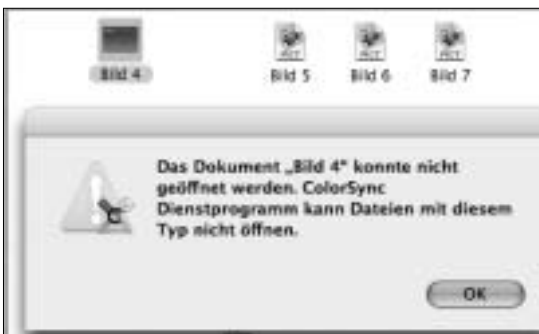 Bild 4 Bild 5 Bild 6 Bild 7
Das Dokument „Bild 4“ konnte nicht
geöffnet werden. ColorSync
Dienstprogramm kann Dateien mit diesem
Typ nicht öffnen.
OK